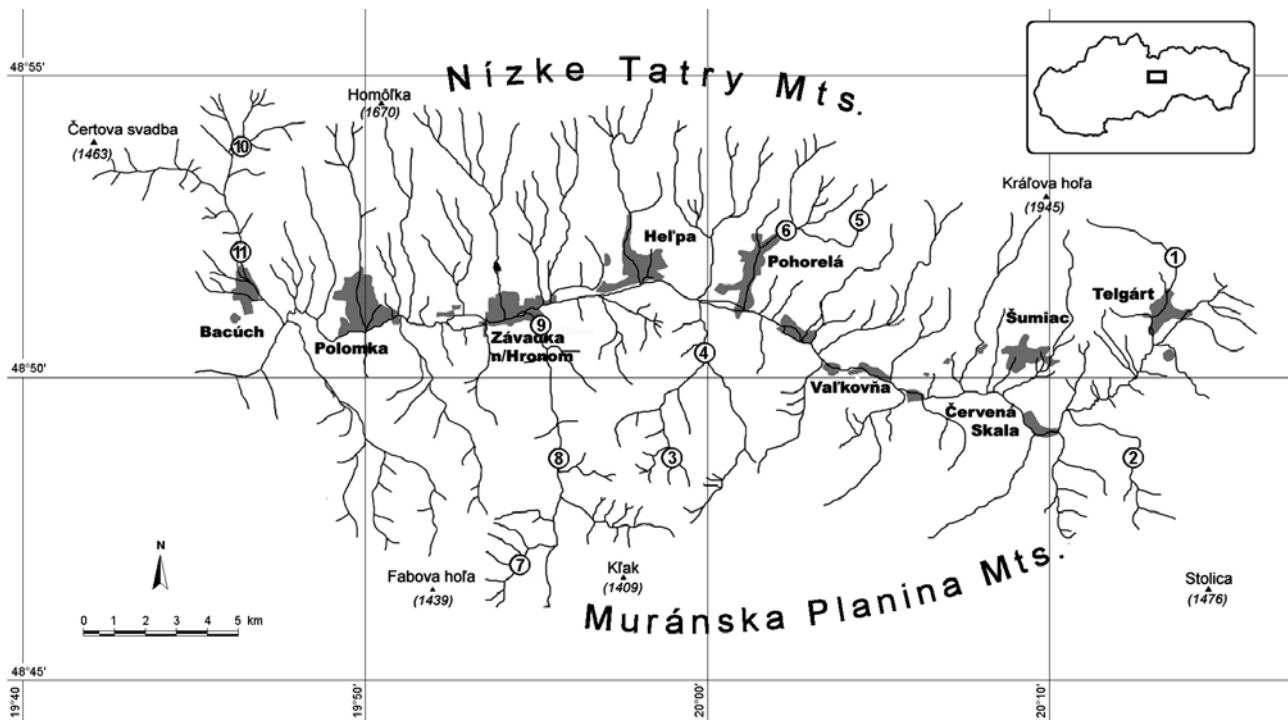 Nízke Tatry Mts.
48°55'
Homôľka
(1670)
Čertova svadba
(1463)
10
Kráľova hoľa
(1945)
5
6
11
Heľpa
Pohorelá
1
Telgárt
Bacúch
Polomka
9
Závadka
n/Hronom
4
Šumiac
48°50'
Vaľkovňa
Červená
Skala
8
3
2
7
Fabova hoľa
(1439)
Kľak
(1409)
Muránska Planina Mts.
Stolica
(1476)
N
0 1 2 3 4 5 km
48°45'
19°40'
19°50'
20°00'
20°10'